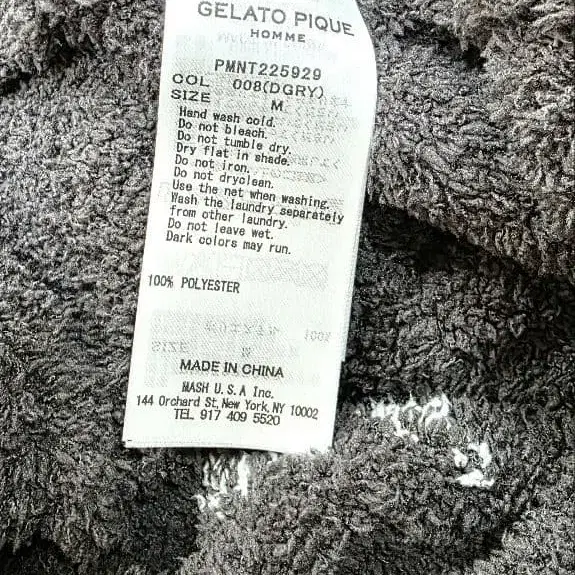 GELATO PIQUE
HOMME
PMNT225929
COL 008(DGRY)
SIZE M
Hand wash cold.
Do not bleach.
Do not tumble dry.
Dry flat in shade.
Do not iron.
Do not dryclean.
Use the net when washing.
Wash the laundry separately
from other laundry.
Do not leave wet.
Dark colors may run.
100% POLYESTER
MADE IN CHINA
MASH U.S.A Inc.
144 Orchard St, New York, NY 10002
TEL 917 409 5520